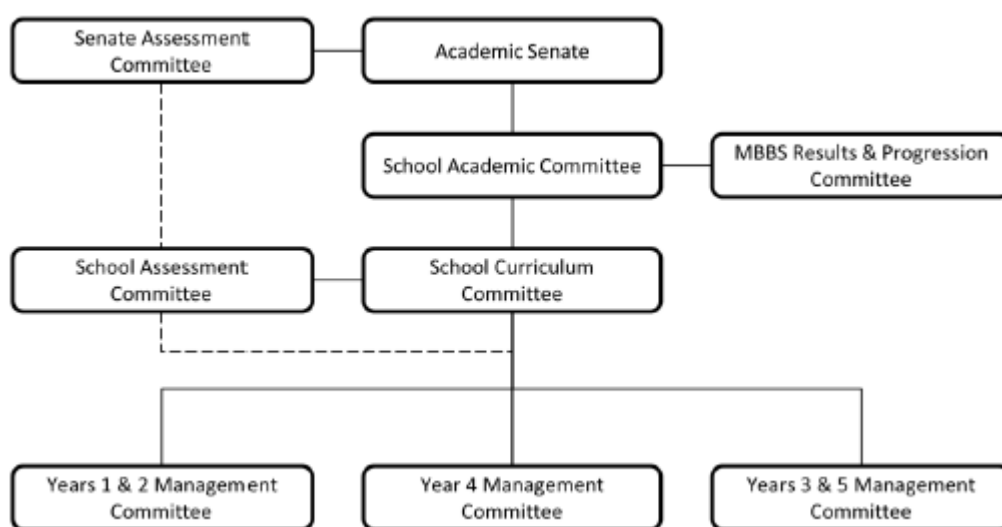 Senate Assessment
Committee
Academic Senate
School Academic Committee
MBBS Results & Progression
Committee
School Assessment
Committee
School Curriculum
Committee
Years 1 & 2 Management
Committee
Year 4 Management
Committee
Years 3 & 5 Management
Committee